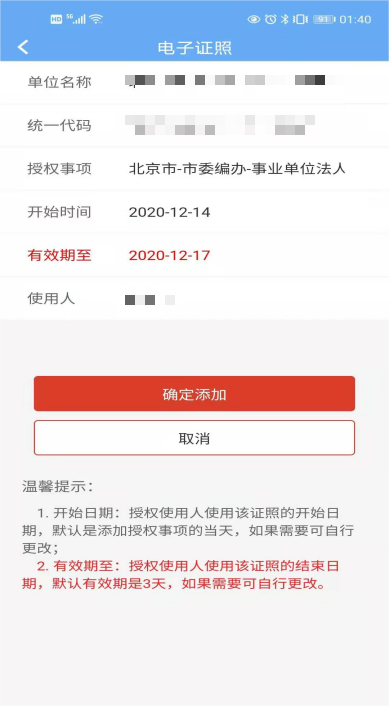 HD 5G 91 01:40
电子证照
单位名称
统一代码
授权事项 北京市-市委编办-事业单位法人
开始时间 2020-12-14
有效期至 2020-12-17
使用人
确定添加
取消
温馨提示：
1. 开始日期：授权使用人使用该证照的开始日
期，默认是添加授权事项的当天，如果需要可自行
更改；
2. 有效期至：授权使用人使用该证照的结束日
期，默认有效期是3天，如果需要可自行更改。